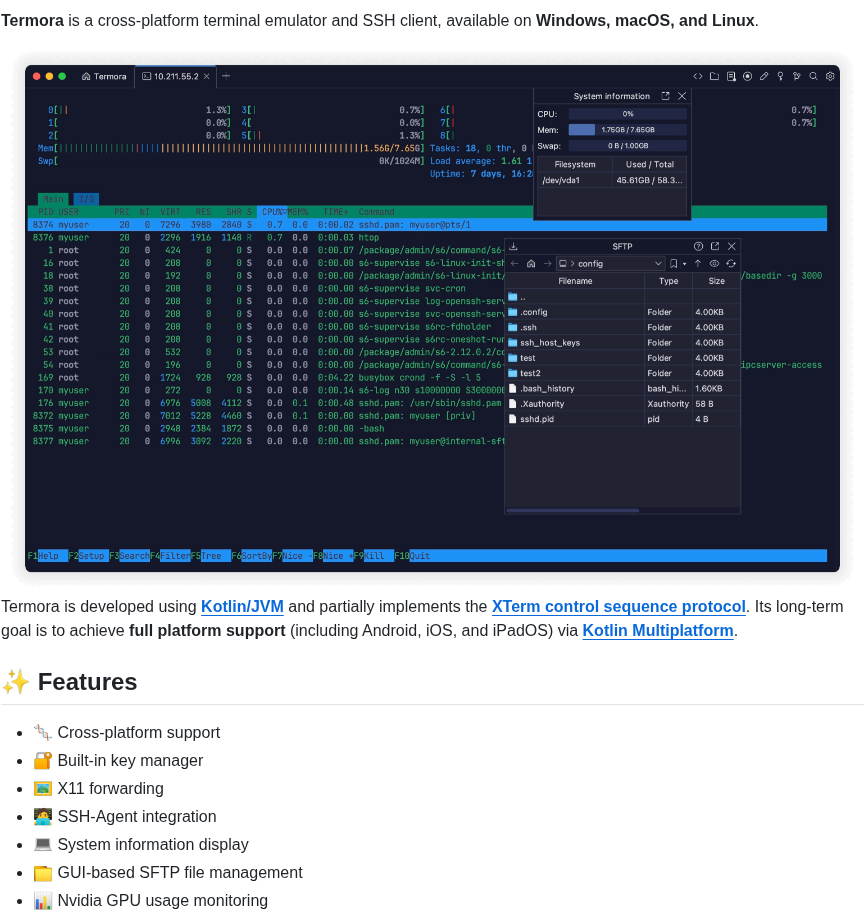 Termora is a cross-platform terminal emulator and SSH client, available on Windows, macOS, and Linux.
Termora
10.211.55.2
System information
CPU: 0%
Mem: 1.75GB / 7.65GB
Swap: 0 B / 1.00GB
Filesystem Used / Total
/dev/vda1 45.61GB / 58.3...
0[|| 1.3%] 3[| 0.7%] 6[| 0.7%]
1[ 0.0%] 4[ 0.0%] 7[| 0.7%]
2[ 0.0%] 5[|| 1.3%] 8[
Mem[ 1.56G/7.65G] Tasks: 18, 0 thr, 0
Swp[ 0K/1024M] Load average: 1.61
Uptime: 7 days,
Main I/O
PID USER PRI NI VIRT RES SHR S CPU%▽MEM% TIME+ Command
8374 myuser 20 0 7296 3980 2840 S 0.7 0.0 0:00.02 sshd.pam: myuser@pts/1
8376 myuser 20 0 2296 1916 1148 R 0.7 0.0 0:00.03 htop
1 root 20 0 424 0 0 S 0.0 0.0 0:00.07 /package/admin/s6/command/s6-
16 root 20 0 208 0 0 S 0.0 0.0 0:00.00 s6-supervise s6-linux-init-sh
18 root 20 0 192 0 0 S 0.0 0.0 0:00.00 /package/admin/s6-linux-init/ /basedir -g 3000
38 root 20 0 208 0 0 S 0.0 0.0 0:00.00 s6-supervise svc-cron
39 root 20 0 208 0 0 S 0.0 0.0 0:00.00 s6-supervise log-openssh-serv
40 root 20 0 208 0 0 S 0.0 0.0 0:00.00 s6-supervise svc-openssh-serv
41 root 20 0 208 0 0 S 0.0 0.0 0:00.00 s6-supervise s6rc-fdholder
42 root 20 0 208 0 0 S 0.0 0.0 0:00.00 s6-supervise s6rc-oneshot-run
53 root 20 0 532 0 0 S 0.0 0.0 0:00.00 /package/admin/s6-2.12.0.2/co
54 root 20 0 196 0 0 S 0.0 0.0 0:00.00 /package/admin/s6/command/s6- ipcserver-access
169 root 20 0 1724 928 928 S 0.0 0.0 0:04.22 busybox crond -f -S -l 5
170 myuser 20 0 272 0 0 S 0.0 0.0 0:00.14 s6-log n30 s10000000 S30000000
176 myuser 20 0 6976 5008 4112 S 0.0 0.1 0:00.48 sshd.pam: /usr/sbin/sshd.pam
8372 myuser 20 0 7012 5228 4460 S 0.0 0.1 0:00.00 sshd.pam: myuser [priv]
8375 myuser 20 0 2948 2384 1872 S 0.0 0.0 0:00.00 -bash
8377 myuser 20 0 6996 3092 2220 S 0.0 0.0 0:00.00 sshd.pam: myuser@internal-sft
SFTP
config
Filename Type Size
..
.config Folder 4.00KB
.ssh Folder 4.00KB
ssh_host_keys Folder 4.00KB
test Folder 4.00KB
test2 Folder 4.00KB
.bash_history bash_hi... 1.60KB
.Xauthority Xauthority 58 B
sshd.pid pid 4 B
F1Help F2Setup F3SearchF4FilterF5Tree F6SortByF7Nice -F8Nice +F9Kill F10Quit
Termora is developed using Kotlin/JVM and partially implements the XTerm control sequence protocol. Its long-term
goal is to achieve full platform support (including Android, iOS, and iPadOS) via Kotlin Multiplatform.
✨ Features
🧬 Cross-platform support
🔐 Built-in key manager
🖼️ X11 forwarding
🧑‍💻 SSH-Agent integration
💻 System information display
📁 GUI-based SFTP file management
📊 Nvidia GPU usage monitoring